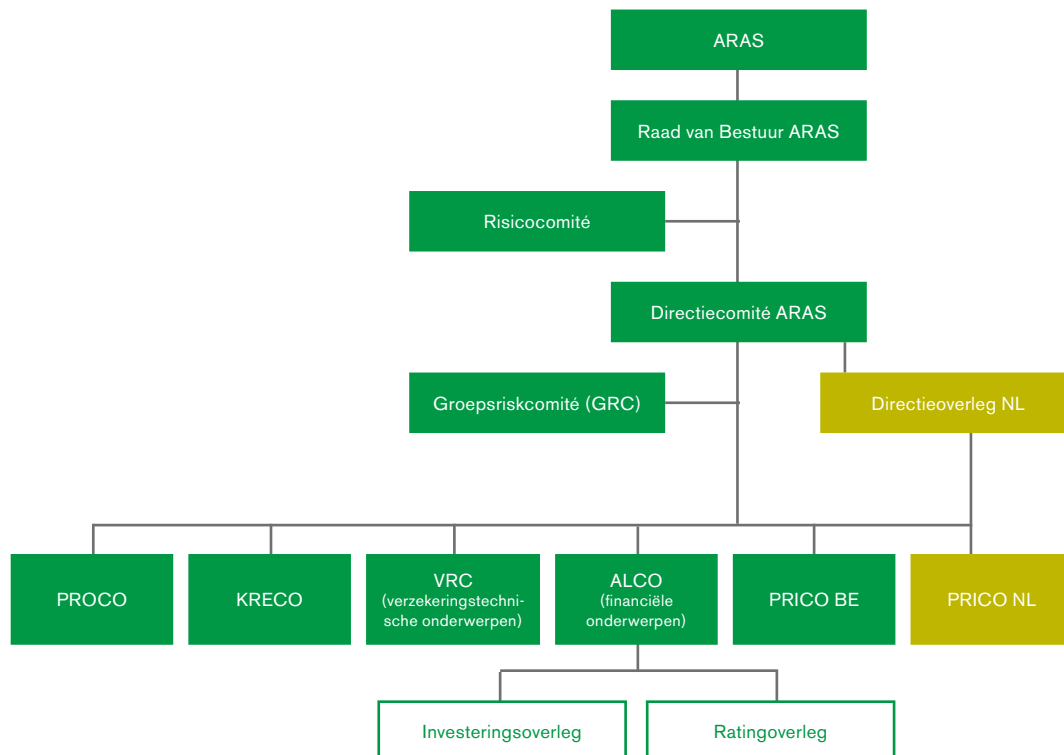 ARAS
Raad van Bestuur ARAS
Risicocomité
Directiecomité ARAS
Groepsriskcomité (GRC)
Directieoverleg NL
PROCO
KRECO
VRC
(verzekeringstechni-
sche onderwerpen)
ALCO
(financiële
onderwerpen)
PRICO BE
PRICO NL
Investeringsoverleg
Ratingoverleg